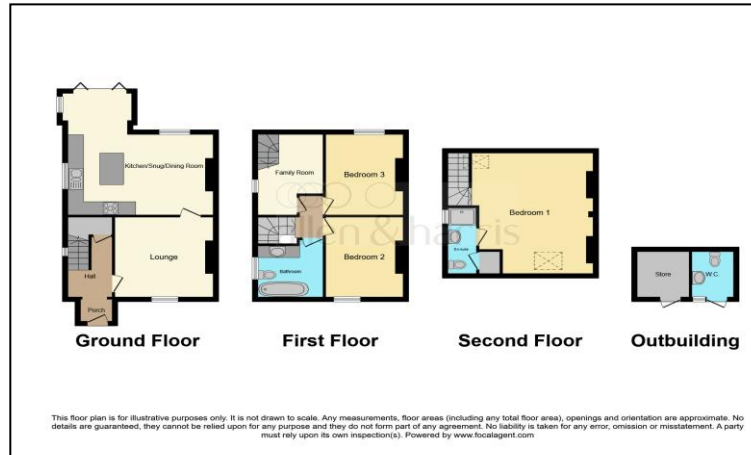 Kitchen/Snug/Dining Room
Lounge
Hall
Porch
Ground Floor
Family Room
Bedroom 3
Bedroom 2
Bathroom
First Floor
Bedroom 1
En-suite
Second Floor
Store
W.C.
Outbuilding
allen & harris
This floor plan is for illustrative purposes only. It is not drawn to scale. Any measurements, floor areas (including any total floor area), openings and orientation are approximate. No
details are guaranteed, they cannot be relied upon for any purpose and they do not form part of any agreement. No liability is taken for any error, omission or misstatement. A party
must rely upon its own inspection(s). Powered by www.focalagent.com